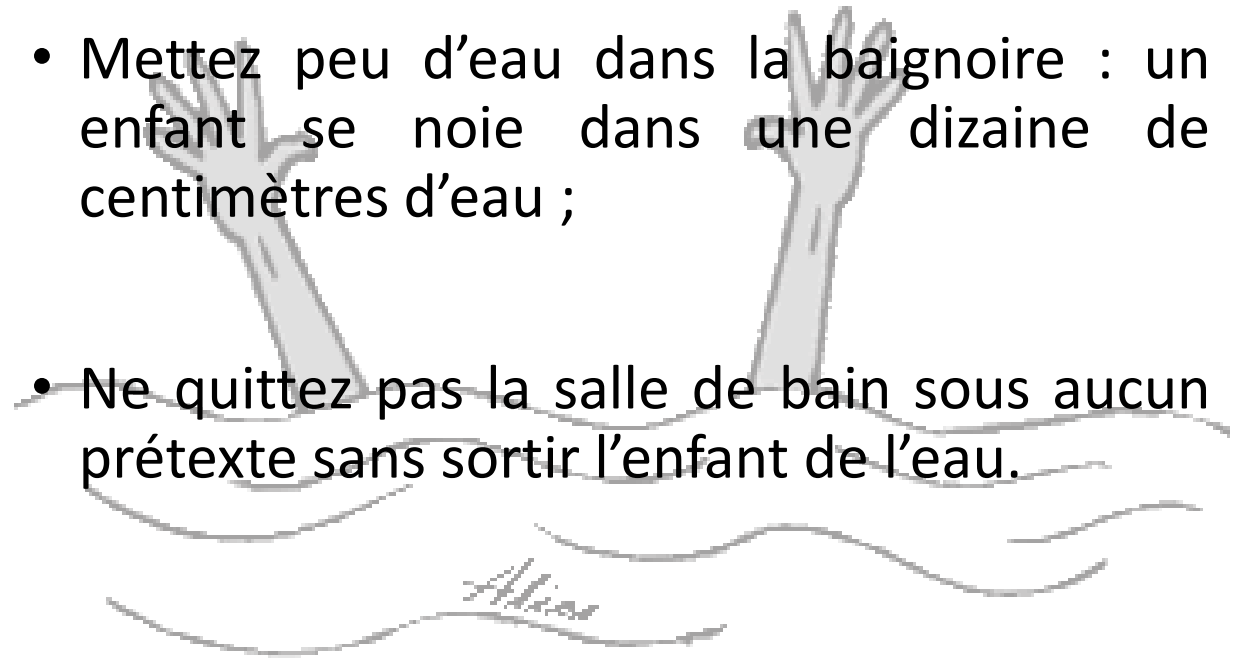 • Mettez peu d’eau dans la baignoire : un
enfant se noie dans une dizaine de
centimètres d’eau ;
• Ne quittez pas la salle de bain sous aucun
prétexte sans sortir l’enfant de l’eau.